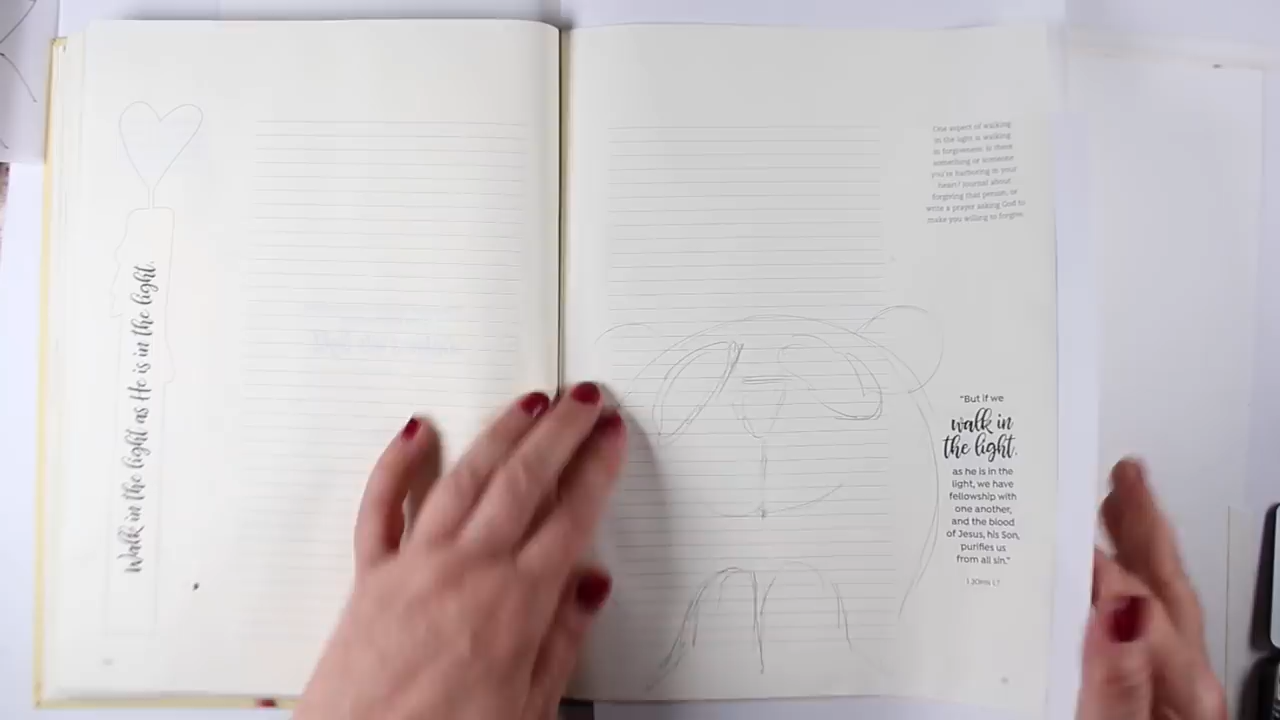 Walk in the light as He is in the light.
One aspect of walking
in the light is walking
in forgiveness. Is there
something or someone
you're harboring in your
heart? Journal about
forgiving that person, or
write a prayer asking God to
make you willing to forgive.
"But if we
walk in
the light,
as he is in the
light, we have
fellowship with
one another,
and the blood
of Jesus, his Son,
purifies us
from all sin."
1 John 1:7